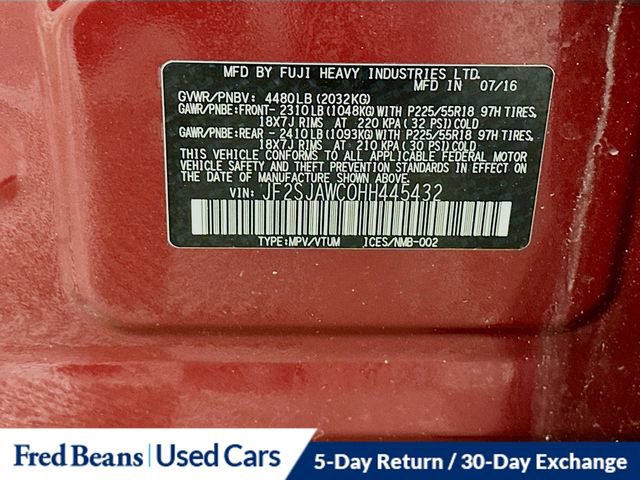 MFD BY FUJI HEAVY INDUSTRIES LTD.
MFD IN 07/16
GVWR/PNBV: 4480LB(2032KG)
GAWR/PNBE:FRONT- 2310LB(1048KG)WITH P225/55R18 97H TIRES,
18X7J RIMS AT 220 KPA(32 PSI)COLD
GAWR/PNBE:REAR - 2410LB(1093KG)WITH P225/55R18 97H TIRES,
18X7J RIMS AT 210 KPA(30 PSI)COLD
THIS VEHICLE CONFORMS TO ALL APPLICABLE FEDERAL MOTOR
VEHICLE SAFETY, AND THEFT PREVENTION STANDARDS IN EFFECT ON
THE DATE OF MANUFACTURE SHOWN ABOVE.
VIN: JF2SJAWC0HH445432
TYPE:MPV/VTUM ICES/NMB-002
Fred Beans | Used Cars
5-Day Return / 30-Day Exchange